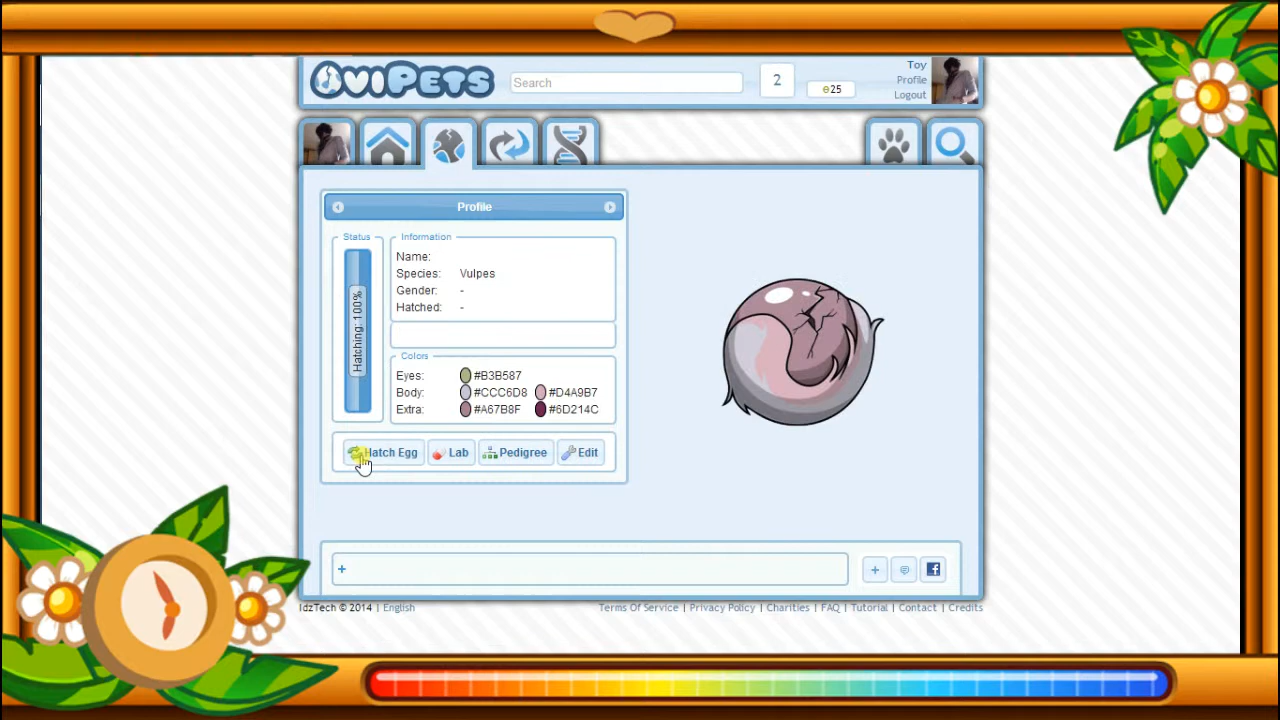 OviPets
Search
2
25
Toy
Profile
Logout
Profile
Status
Hatching: 100%
Information
Name:
Species: Vulpes
Gender: -
Hatched: -
Colors
Eyes: #B3B587
Body: #CCC6D8 #D4A9B7
Extra: #A67B8F #6D214C
Hatch Egg Lab Pedigree Edit
+
+
IdzTech © 2014 | English
Terms Of Service | Privacy Policy | Charities | FAQ | Tutorial | Contact | Credits